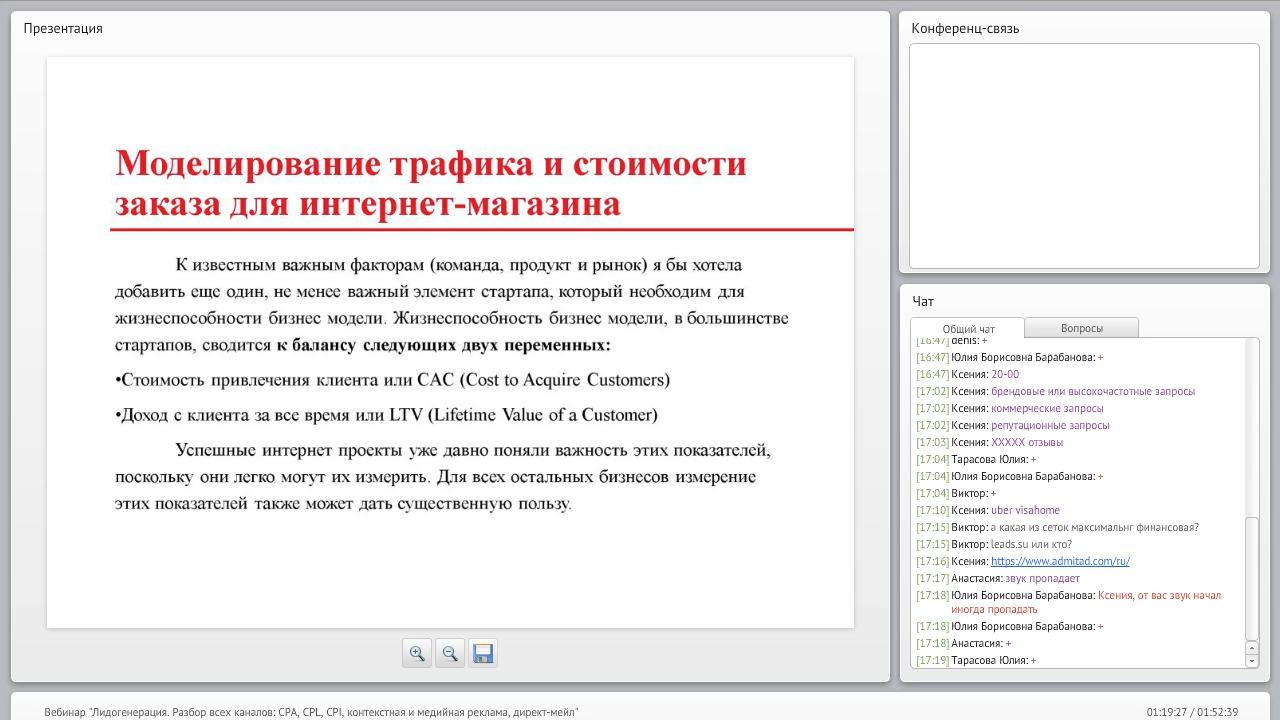 Презентация
Моделирование трафика и стоимости
заказа для интернет-магазина
К известным важным факторам (команда, продукт и рынок) я бы хотела
добавить еще один, не менее важный элемент стартапа, который необходим для
жизнеспособности бизнес модели. Жизнеспособность бизнес модели, в большинстве
стартапов, сводится к балансу следующих двух переменных:
•Стоимость привлечения клиента или CAC (Cost to Acquire Customers)
•Доход с клиента за все время или LTV (Lifetime Value of a Customer)
Успешные интернет проекты уже давно поняли важность этих показателей,
поскольку они легко могут их измерить. Для всех остальных бизнесов измерение
этих показателей также может дать существенную пользу.
Конференц-связь
Чат
Общий чат
Вопросы
[16:47] denis: +
[16:47] Юлия Борисовна Барабанова: +
[16:47] Ксения: 20-00
[17:02] Ксения: брендовые или высокочастотные запросы
[17:02] Ксения: коммерческие запросы
[17:02] Ксения: репутационные запросы
[17:03] Ксения: XXXXX отзывы
[17:04] Тарасова Юлия: +
[17:04] Юлия Борисовна Барабанова: +
[17:04] Виктор: +
[17:10] Ксения: uber visahome
[17:15] Виктор: а какая из сеток максимальнг финансовая?
[17:15] Виктор: leads.su или кто?
[17:16] Ксения: https://www.admitad.com/ru/
[17:17] Анастасия: звук пропадает
[17:18] Юлия Борисовна Барабанова: Ксения, от вас звук начал
иногда пропадать
[17:18] Юлия Борисовна Барабанова: +
[17:18] Анастасия: +
[17:19] Тарасова Юлия: +
Вебинар "Лидогенерация. Разбор всех каналов: CPA, CPL, CPI, контекстная и медийная реклама, директ-мейл"
01:19:27 / 01:52:39